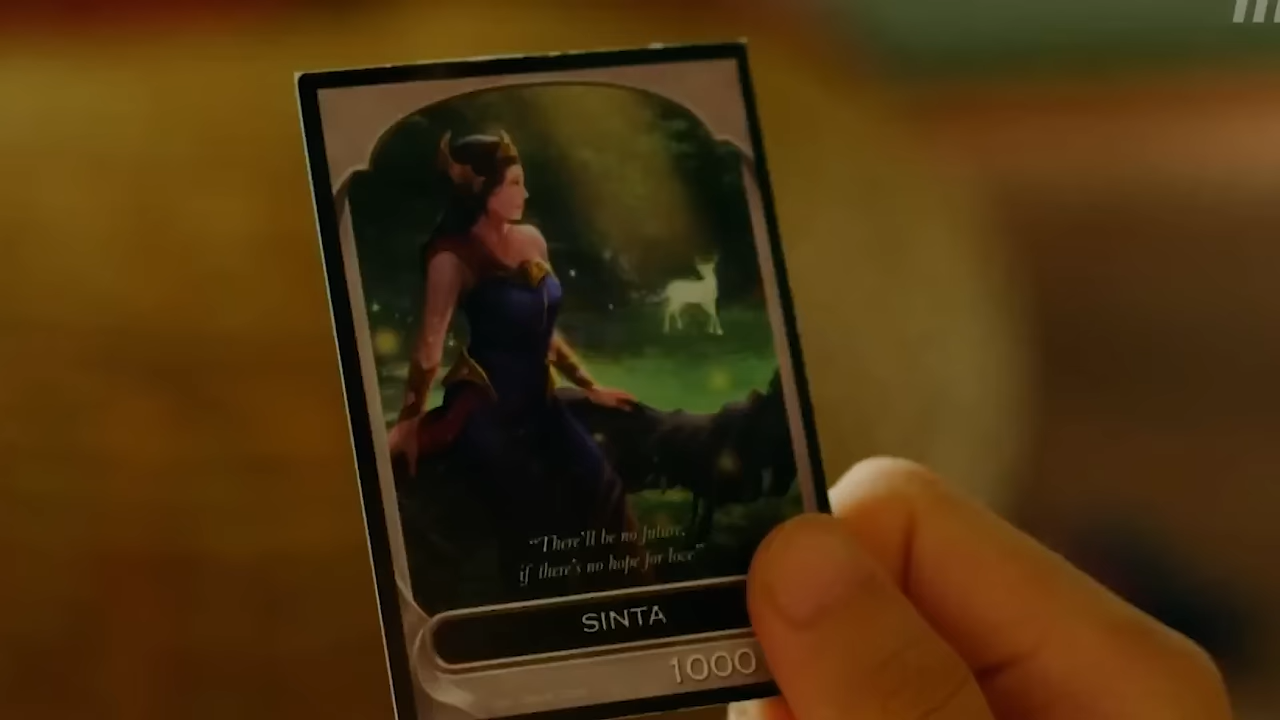 "There'll be no future,
if there's no hope for love"
SINTA
1000